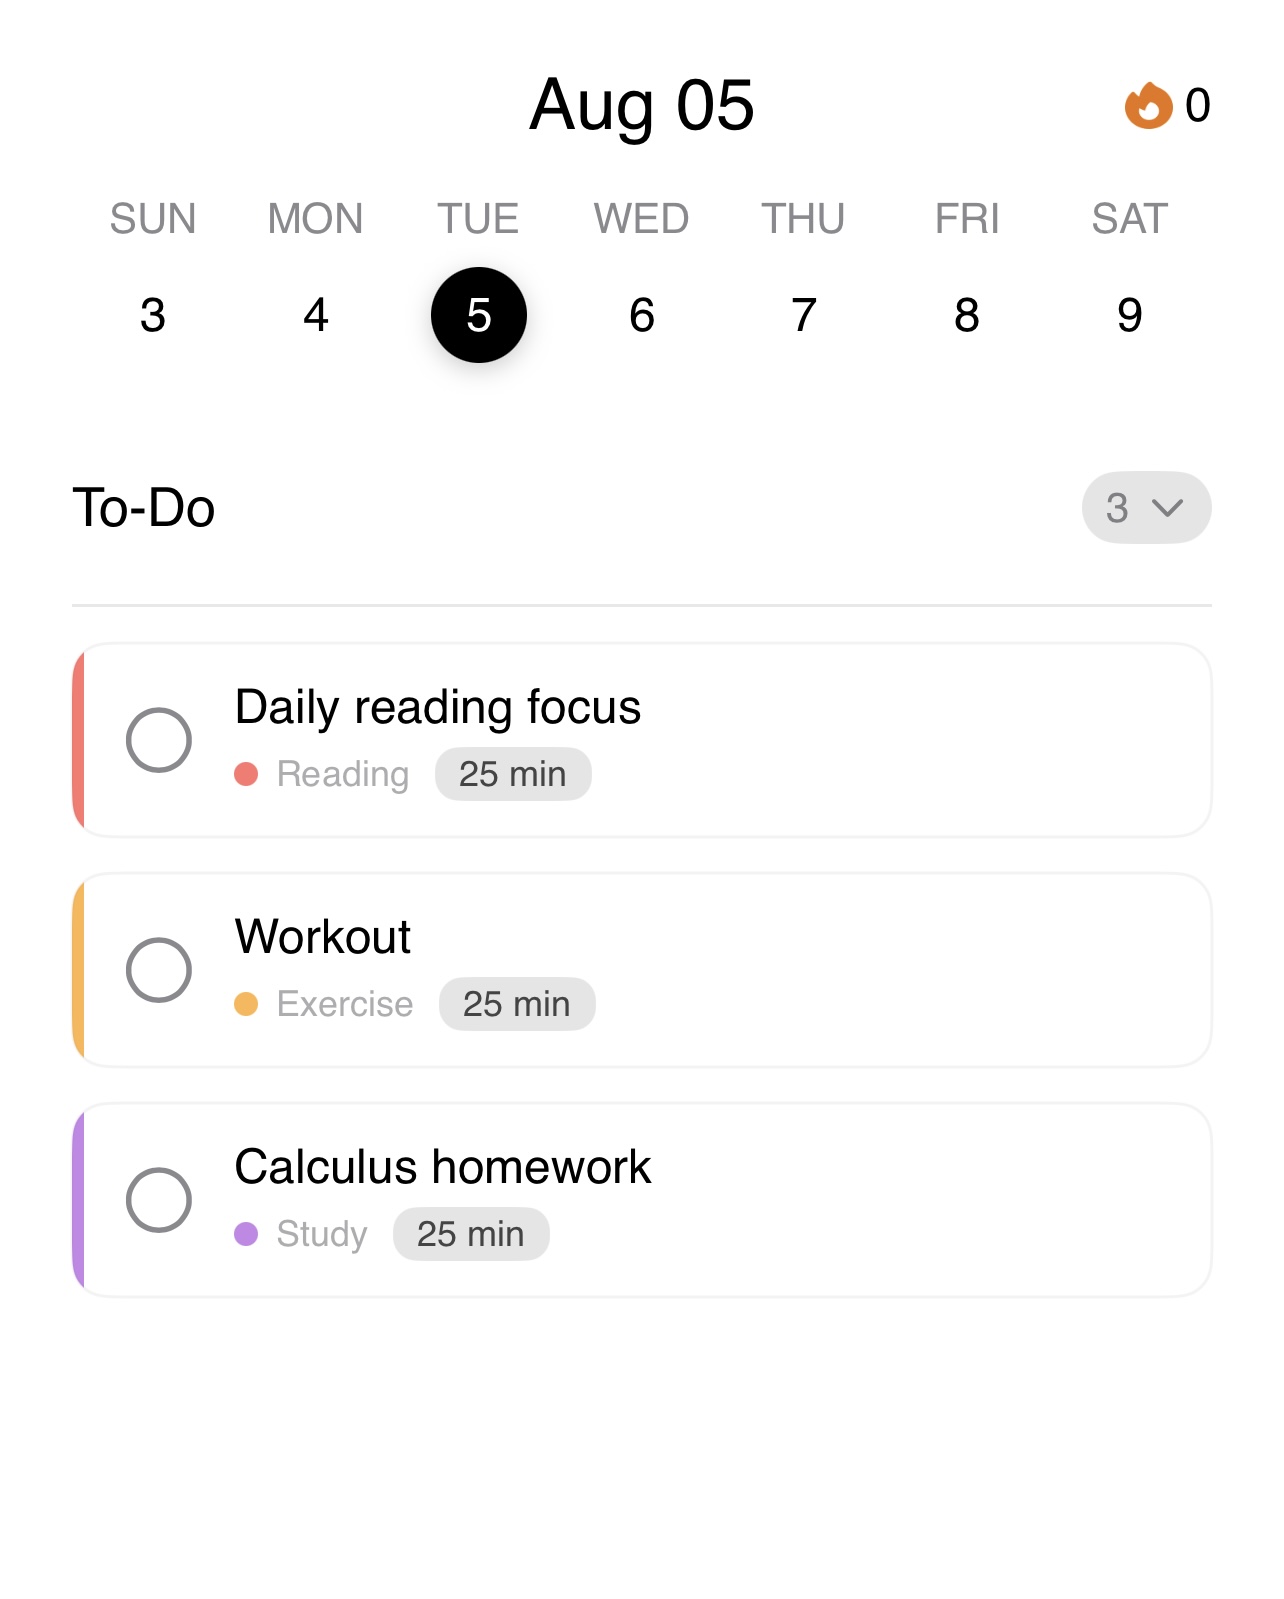 Aug 05
0
SUN MON TUE WED THU FRI SAT
3 4 5 6 7 8 9
To-Do
3
Daily reading focus
Reading 25 min
Workout
Exercise 25 min
Calculus homework
Study 25 min